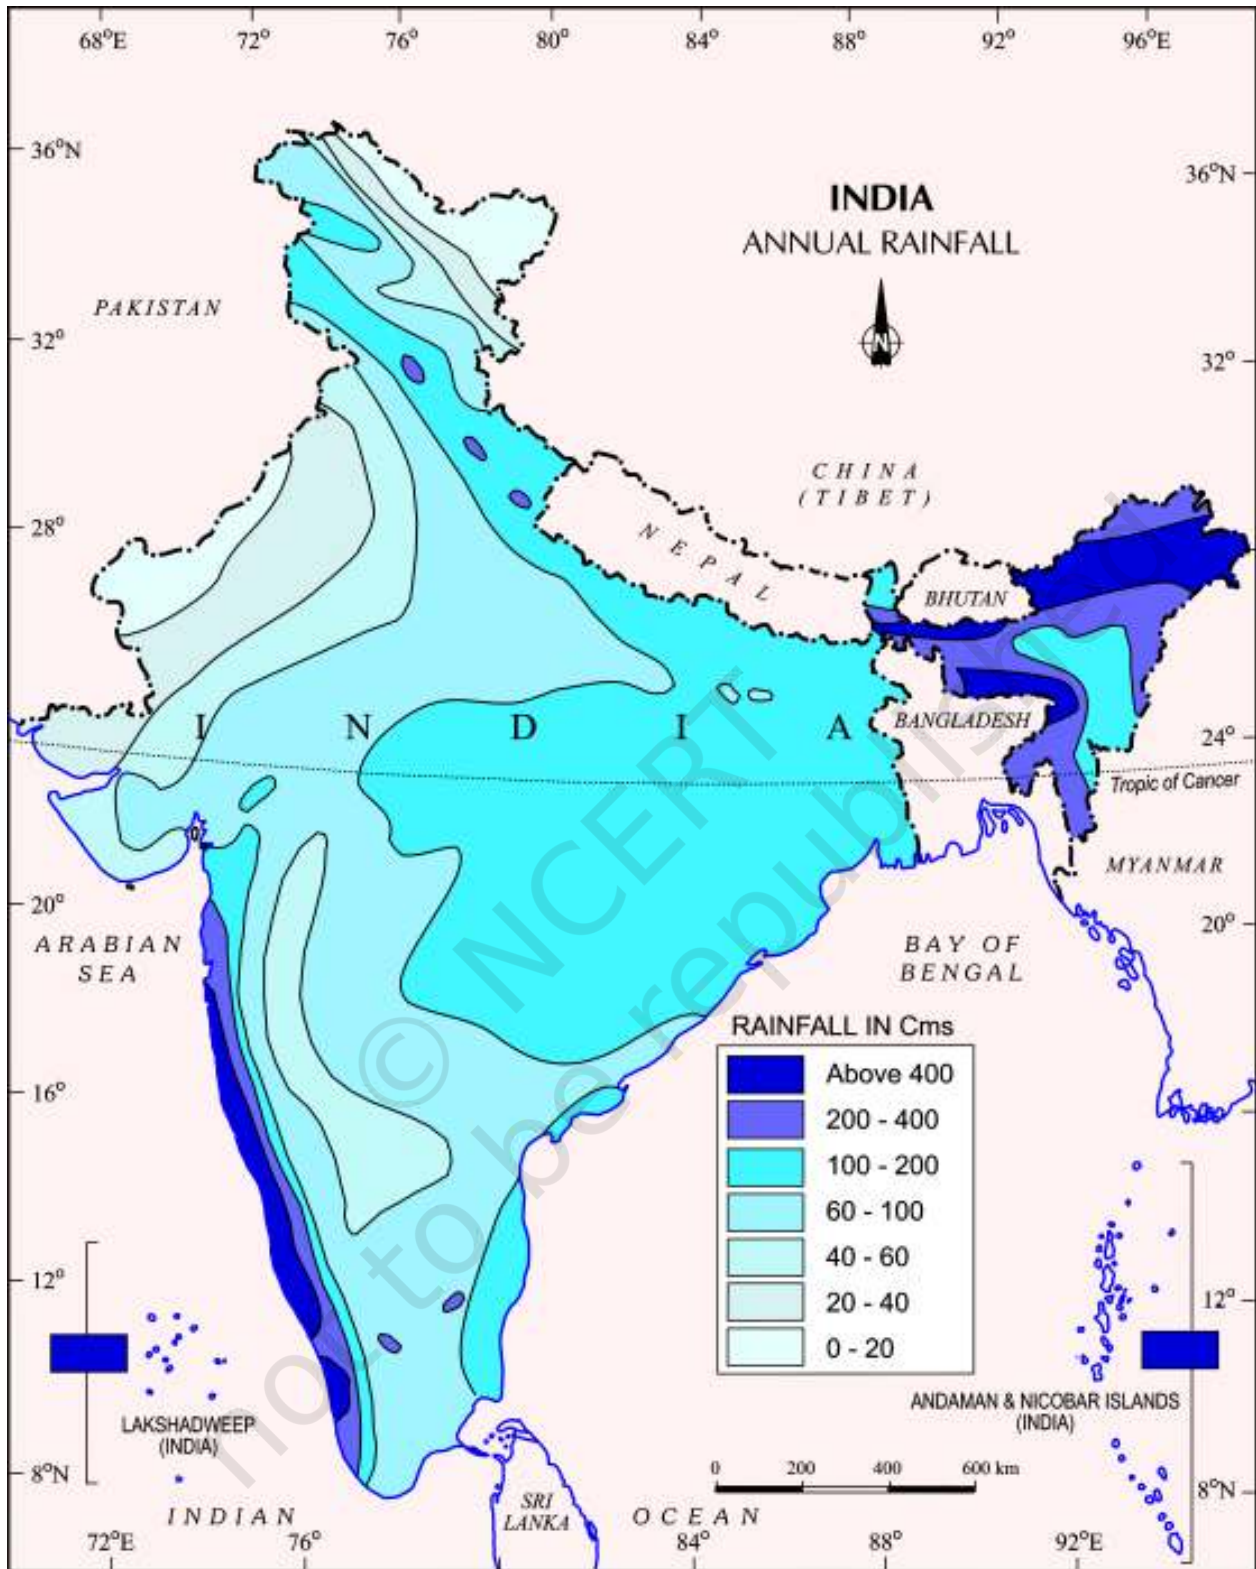 68°E 72° 76° 80° 84° 88° 92° 96°E
36°N
36°N
INDIA
ANNUAL RAINFALL
N
PAKISTAN
32°
32°
CHINA
(TIBET)
28°
NEPAL
BHUTAN
BANGLADESH
I N D I A
24°
24°
Tropic of Cancer
MYANMAR
20°
20°
ARABIAN
SEA
BAY OF
BENGAL
© NCERT
not to be republished
RAINFALL IN Cms
Above 400
200 - 400
100 - 200
60 - 100
40 - 60
20 - 40
0 - 20
16°
12°
12°
LAKSHADWEEP
(INDIA)
ANDAMAN & NICOBAR ISLANDS
(INDIA)
8°N
8°N
0 200 400 600 km
SRI
LANKA
INDIAN OCEAN
72°E 76° 84° 88° 92°E